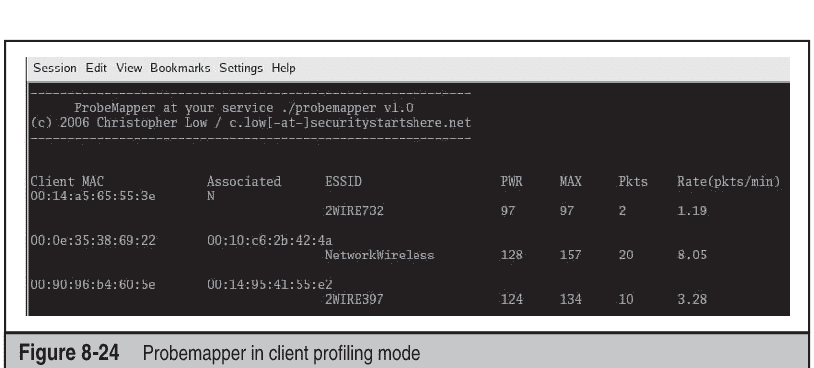 Session Edit View Bookmarks Settings Help
------------------------------------------------------------
ProbeMapper at your service ./probemapper v1.0
(c) 2006 Christopher Low / c.low[-at-]securitystartshere.net
------------------------------------------------------------
Client MAC Associated ESSID PWR MAX Pkts Rate(pkts/min)
00:14:a5:65:55:3e N
2WIRE732 97 97 2 1.19
00:0e:35:38:69:22 00:10:c6:2b:42:4a
NetworkWireless 128 157 20 8.05
00:90:96:b4:60:5e 00:14:95:41:55:e2
2WIRE397 124 134 10 3.28
Figure 8-24 Probemapper in client profiling mode